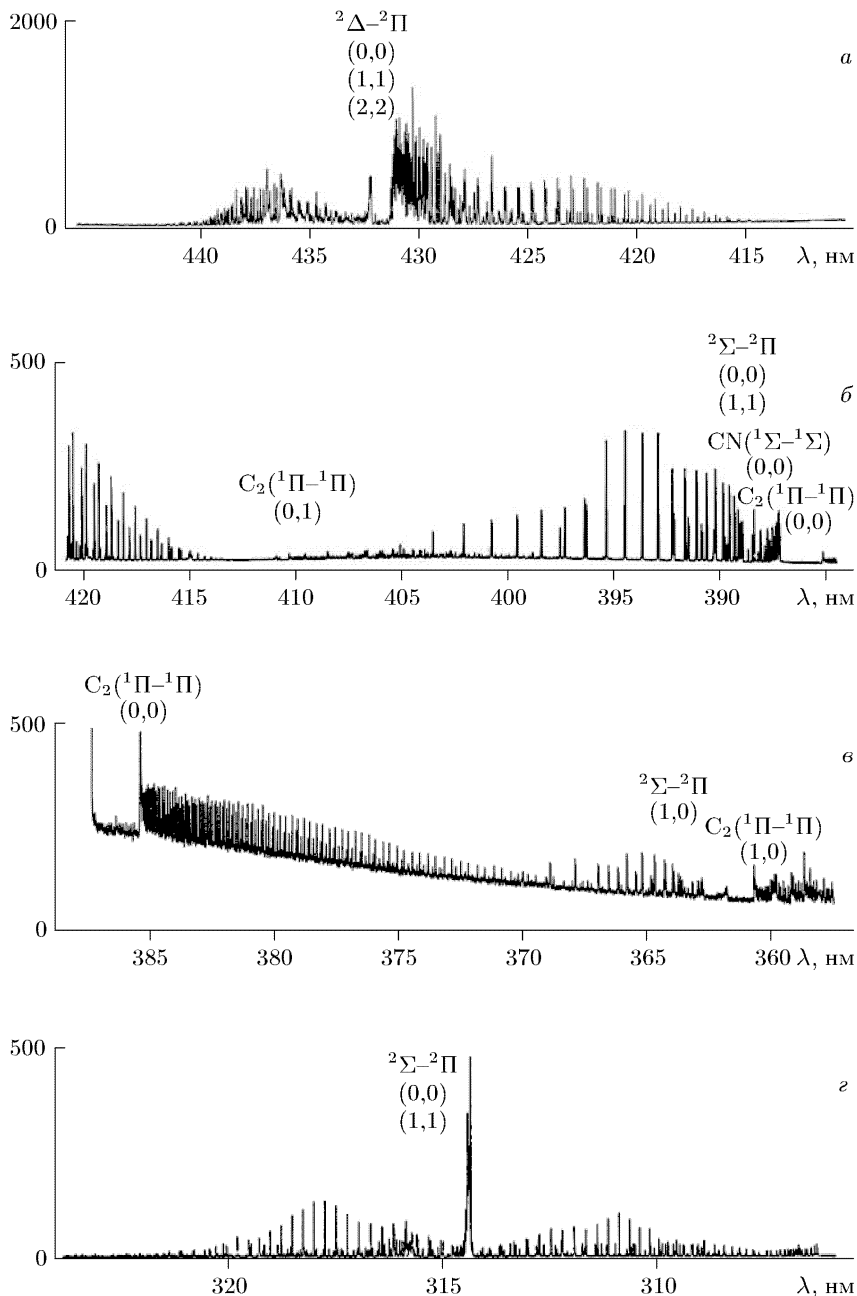 2000
²Δ–²Π
(0,0)
(1,1)
(2,2)
а
0
440 435 430 425 420 415 λ, нм
500
²Σ–²Π
(0,0)
(1,1)
б
CN(¹Σ–¹Σ)
(0,0)
C₂(¹Π–¹Π)
(0,1)
C₂(¹Π–¹Π)
(0,0)
0
420 415 410 405 400 395 390 λ, нм
C₂(¹Π–¹Π)
(0,0)
500
в
²Σ–²Π
(1,0)
C₂(¹Π–¹Π)
(1,0)
0
385 380 375 370 365 360 λ, нм
500
²Σ–²Π
(0,0)
(1,1)
г
0
320 315 310 λ, нм